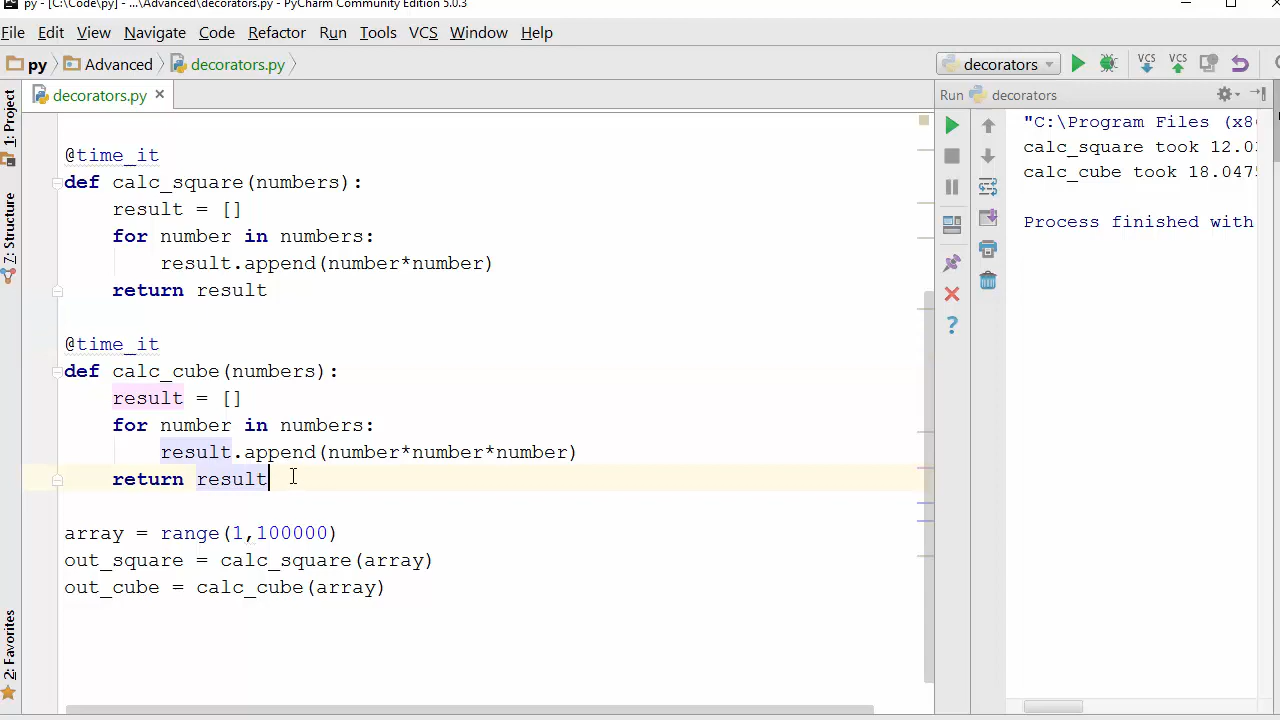 py - [C:\Code\py] - ...\Advanced\decorators.py - PyCharm Community Edition 5.0.3
File Edit View Navigate Code Refactor Run Tools VCS Window Help
py Advanced decorators.py decorators VCS VCS
decorators.py
Run decorators
1: Project
Z: Structure
2: Favorites
@time_it
def calc_square(numbers):
    result = []
    for number in numbers:
        result.append(number*number)
    return result
@time_it
def calc_cube(numbers):
    result = []
    for number in numbers:
        result.append(number*number*number)
    return result
array = range(1,100000)
out_square = calc_square(array)
out_cube = calc_cube(array)
"C:\Program Files (x8
calc_square took 12.0
calc_cube took 18.047
Process finished with
?